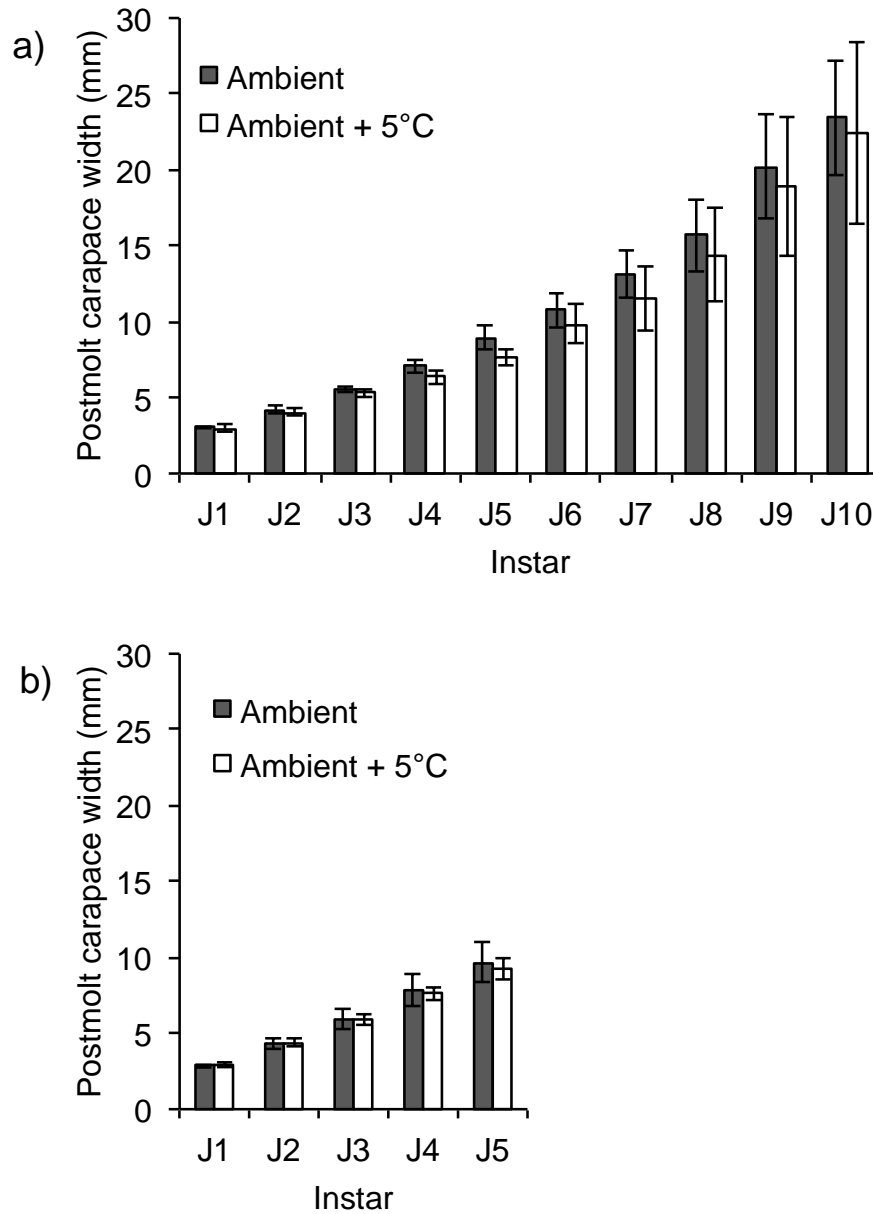 a)
Postmolt carapace width (mm)
30
25
20
15
10
5
0
Ambient
Ambient + 5°C
J1 J2 J3 J4 J5 J6 J7 J8 J9 J10
Instar
b)
Postmolt carapace width (mm)
30
25
20
15
10
5
0
Ambient
Ambient + 5°C
J1 J2 J3 J4 J5
Instar